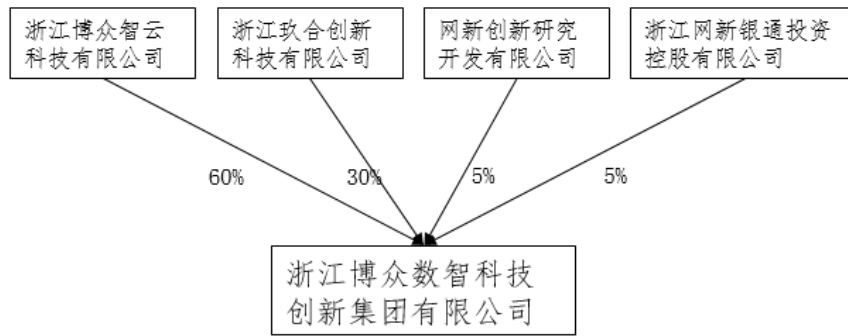 浙江博众智云
科技有限公司
浙江玖合创新
科技有限公司
网新创新研究
开发有限公司
浙江网新银通投资
控股有限公司
60%
30%
5%
5%
浙江博众数智科技
创新集团有限公司